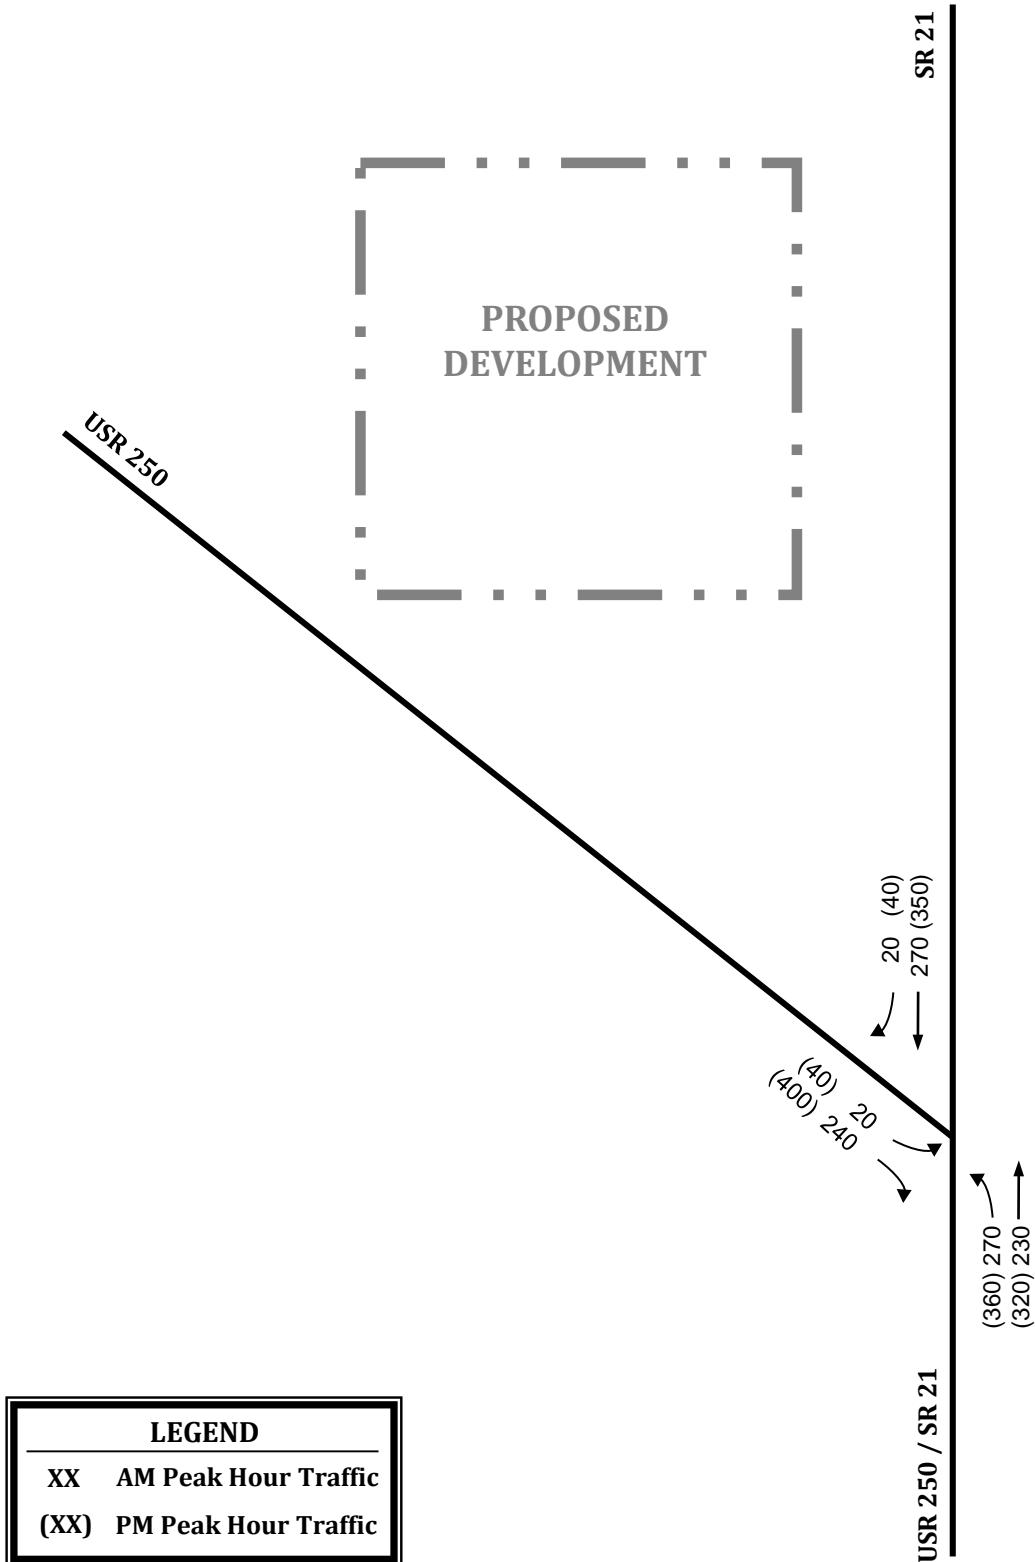 SR 21
PROPOSED
DEVELOPMENT
USR 250
20 (40)
270 (350)
(40) 20
(400) 240
(360) 270
(320) 230
USR 250 / SR 21
LEGEND
XX AM Peak Hour Traffic
(XX) PM Peak Hour Traffic